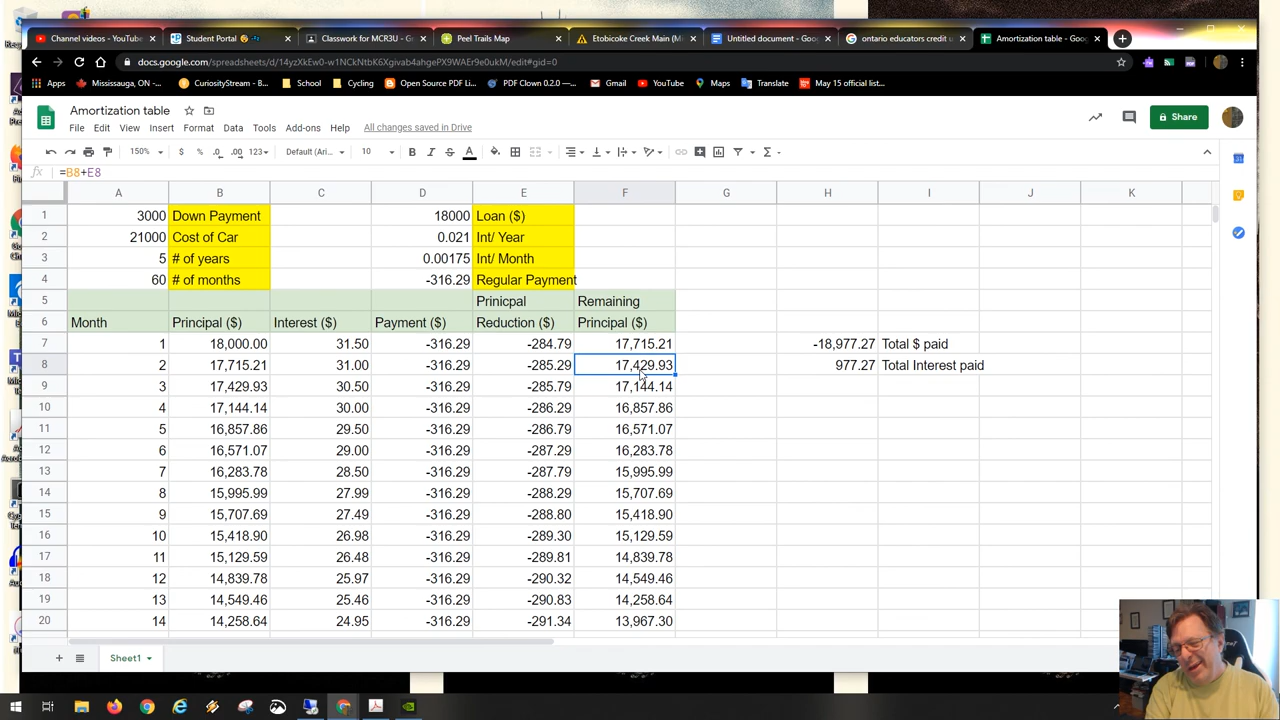 Channel videos - YouTube
Student Portal
Classwork for MCR3U
Peel Trails Map
Etobicoke Creek Main (Mi
Untitled document - Goo
ontario educators credit u
Amortization table - Goog
docs.google.com/spreadsheets/d/14yzXkEw0-w1NCkNtbK6Xgivab4ahgePX9WAEr9e0ukM/edit#gid=0
Apps
Mississauga, ON -...
CuriosityStream - B...
School
Cycling
Open Source PDF Li...
PDF Clown 0.2.0 —...
Gmail
YouTube
Maps
Translate
May 15 official list...
Amortization table
File Edit View Insert Format Data Tools Add-ons Help All changes saved in Drive
Share
150% $ % .0 .00 123 Default (Ari... 10 B I S A
fx =B8+E8
A B C D E F G H I J K
1 3000 Down Payment 18000 Loan ($)
2 21000 Cost of Car 0.021 Int/ Year
3 5 # of years 0.00175 Int/ Month
4 60 # of months -316.29 Regular Payment
5 Prinicpal Remaining
6 Month Principal ($) Interest ($) Payment ($) Reduction ($) Principal ($)
7 1 18,000.00 31.50 -316.29 -284.79 17,715.21 -18,977.27 Total $ paid
8 2 17,715.21 31.00 -316.29 -285.29 17,429.93 977.27 Total Interest paid
9 3 17,429.93 30.50 -316.29 -285.79 17,144.14
10 4 17,144.14 30.00 -316.29 -286.29 16,857.86
11 5 16,857.86 29.50 -316.29 -286.79 16,571.07
12 6 16,571.07 29.00 -316.29 -287.29 16,283.78
13 7 16,283.78 28.50 -316.29 -287.79 15,995.99
14 8 15,995.99 27.99 -316.29 -288.29 15,707.69
15 9 15,707.69 27.49 -316.29 -288.80 15,418.90
16 10 15,418.90 26.98 -316.29 -289.30 15,129.59
17 11 15,129.59 26.48 -316.29 -289.81 14,839.78
18 12 14,839.78 25.97 -316.29 -290.32 14,549.46
19 13 14,549.46 25.46 -316.29 -290.83 14,258.64
20 14 14,258.64 24.95 -316.29 -291.34 13,967.30
Sheet1